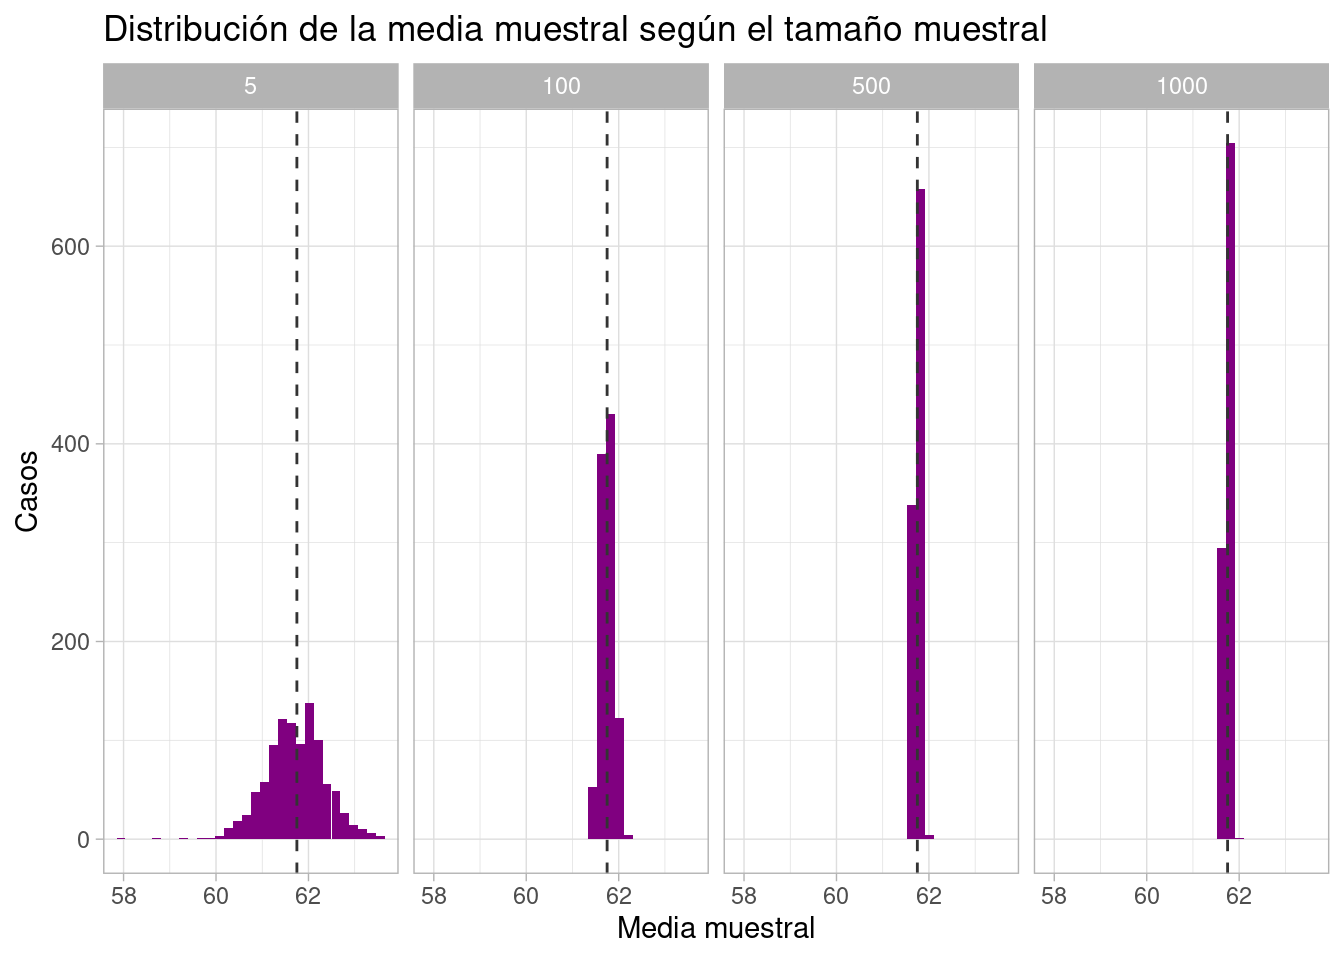 Distribución de la media muestral según el tamaño muestral
5 100 500 1000
600
400
200
0
Casos
58 60 62 58 60 62 58 60 62 58 60 62
Media muestral